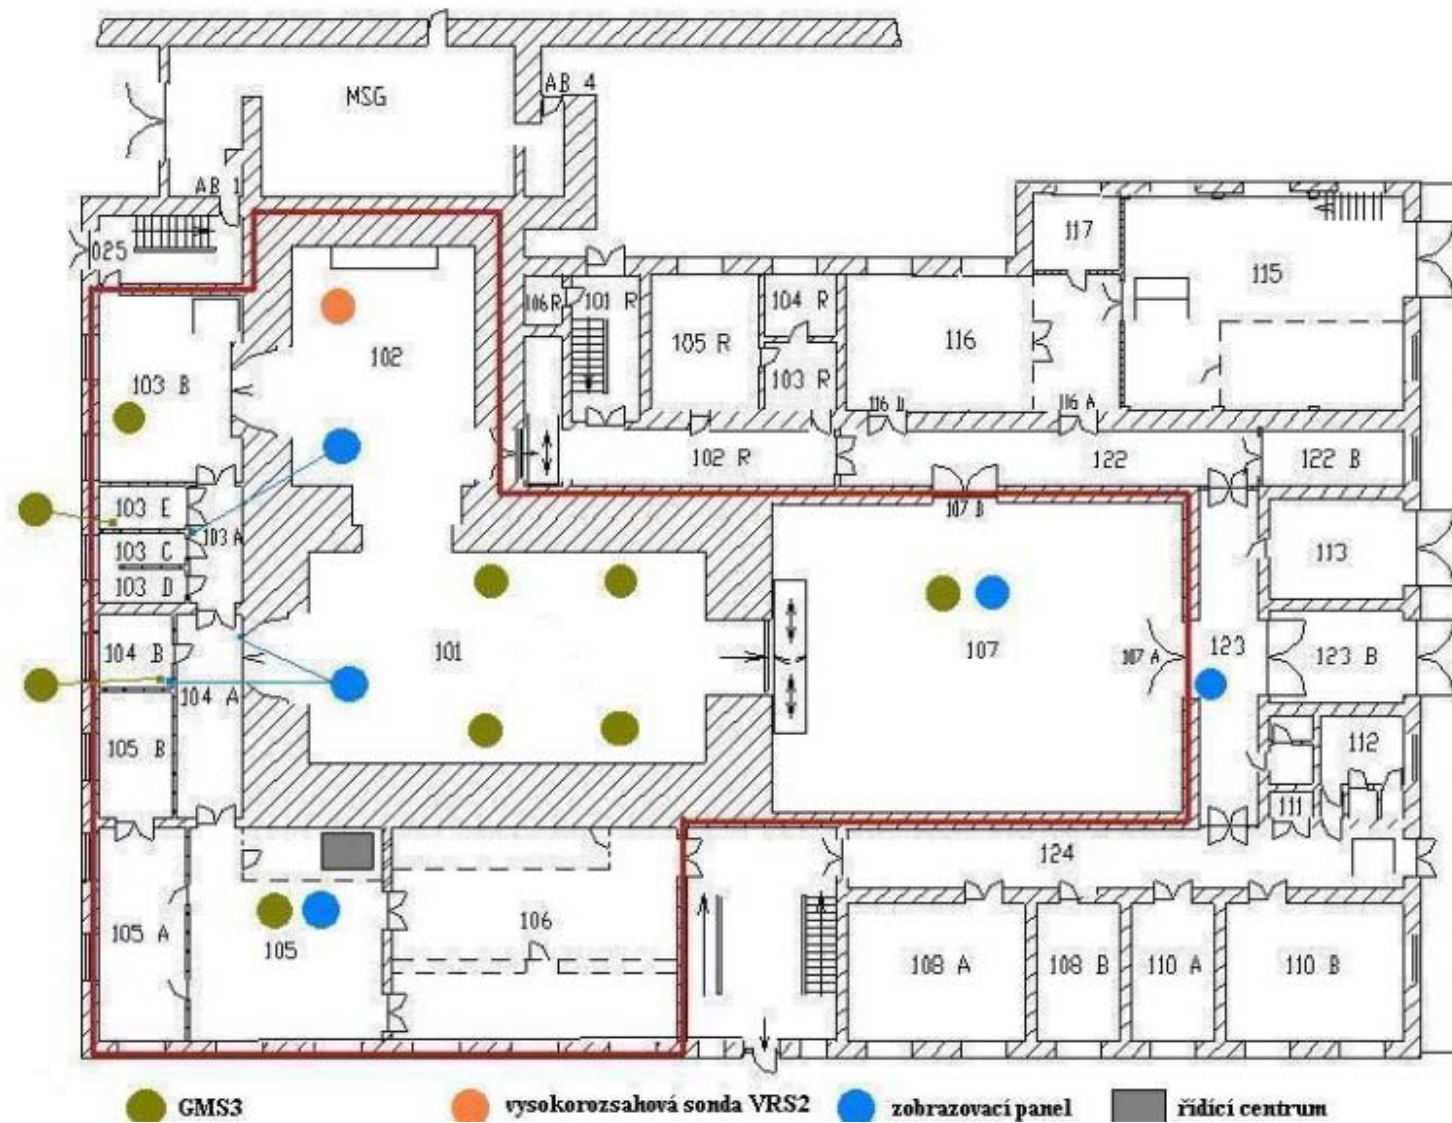 MSG
AB 4
AB 1
025
117
115
106 R
101 R
104 R
105 R
116
102
103 B
103 R
116 B
116 A
102 R
122
122 B
103 E
107 B
103 A
103 C
113
103 D
104 B
101
107
107 A
123
123 B
104 A
105 B
112
111
124
105 A
105
106
108 A
108 B
110 A
110 B
GMS3
vysokorozsahová sonda VRS2
zobrazovací panel
řídící centrum